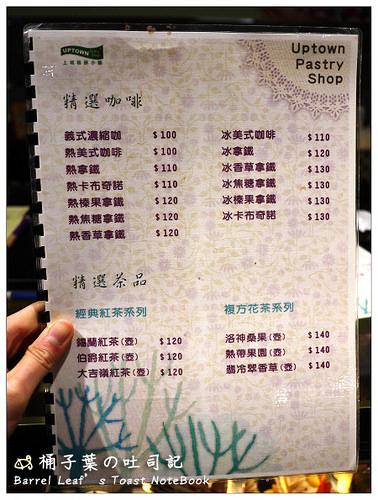 UPTOWN
上城極餅小舖
Uptown
Pastry
Shop
精選咖啡
義式濃縮咖 $100
熱美式咖啡 $100
熱拿鐵 $110
熱卡布奇諾 $110
熱榛果拿鐵 $120
熱焦糖拿鐵 $120
熱香草拿鐵 $120
冰美式咖啡 $110
冰拿鐵 $120
冰香草拿鐵 $130
冰焦糖拿鐵 $130
冰榛果拿鐵 $130
冰卡布奇諾 $130
精選茶品
經典紅茶系列
錫蘭紅茶(壺) $120
伯爵紅茶(壺) $120
大吉嶺紅茶(壺) $120
複方花茶系列
洛神桑果(壺) $140
熱帶果園(壺) $140
翡冷翠香草(壺) $140
桶子葉の吐司記
Barrel Leaf's Toast NoteBook